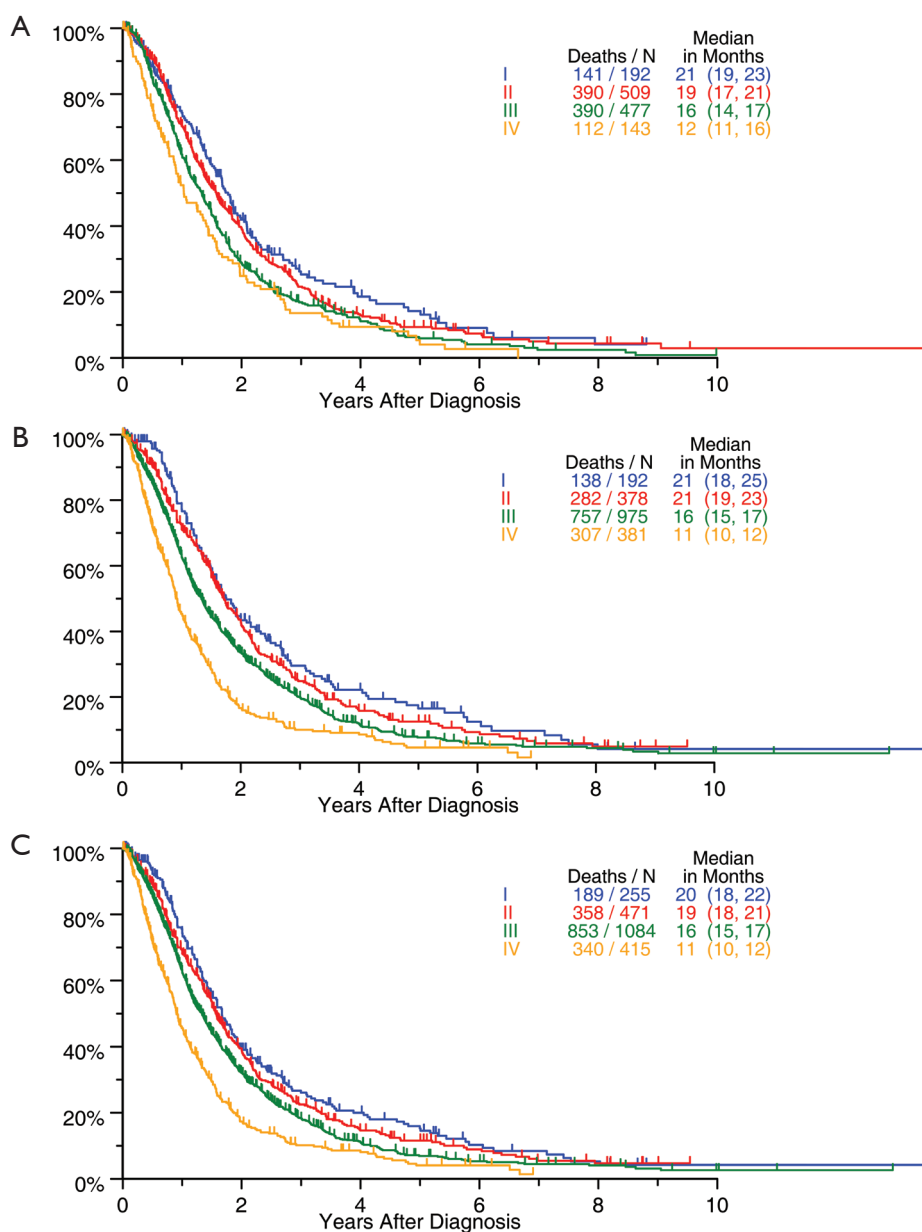 A
100%
80%
60%
40%
20%
0%
Deaths / N Median in Months
I 141 / 192 21 (19, 23)
II 390 / 509 19 (17, 21)
III 390 / 477 16 (14, 17)
IV 112 / 143 12 (11, 16)
0 2 4 6 8 10
Years After Diagnosis
B
100%
80%
60%
40%
20%
0%
Deaths / N Median in Months
I 138 / 192 21 (18, 25)
II 282 / 378 21 (19, 23)
III 757 / 975 16 (15, 17)
IV 307 / 381 11 (10, 12)
0 2 4 6 8 10
Years After Diagnosis
C
100%
80%
60%
40%
20%
0%
Deaths / N Median in Months
I 189 / 255 20 (18, 22)
II 358 / 471 19 (18, 21)
III 853 / 1084 16 (15, 17)
IV 340 / 415 11 (10, 12)
0 2 4 6 8 10
Years After Diagnosis